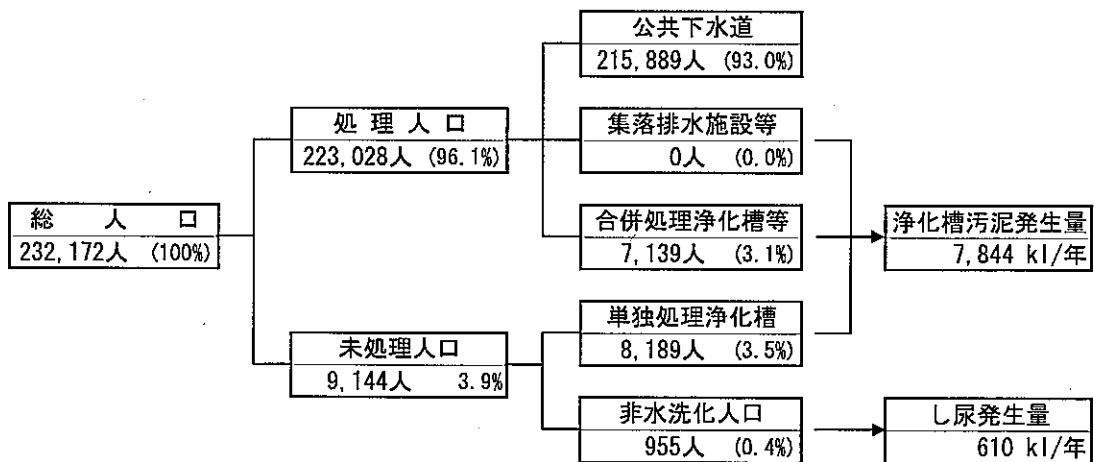 公共下水道
215,889人 (93.0%)
処理人口
223,028人 (96.1%)
集落排水施設等
0人 (0.0%)
総人口
232,172人 (100%)
合併処理浄化槽等
7,139人 (3.1%)
浄化槽汚泥発生量
7,844 kl/年
単独処理浄化槽
8,189人 (3.5%)
未処理人口
9,144人 3.9%
非水洗化人口
955人 (0.4%)
し尿発生量
610 kl/年